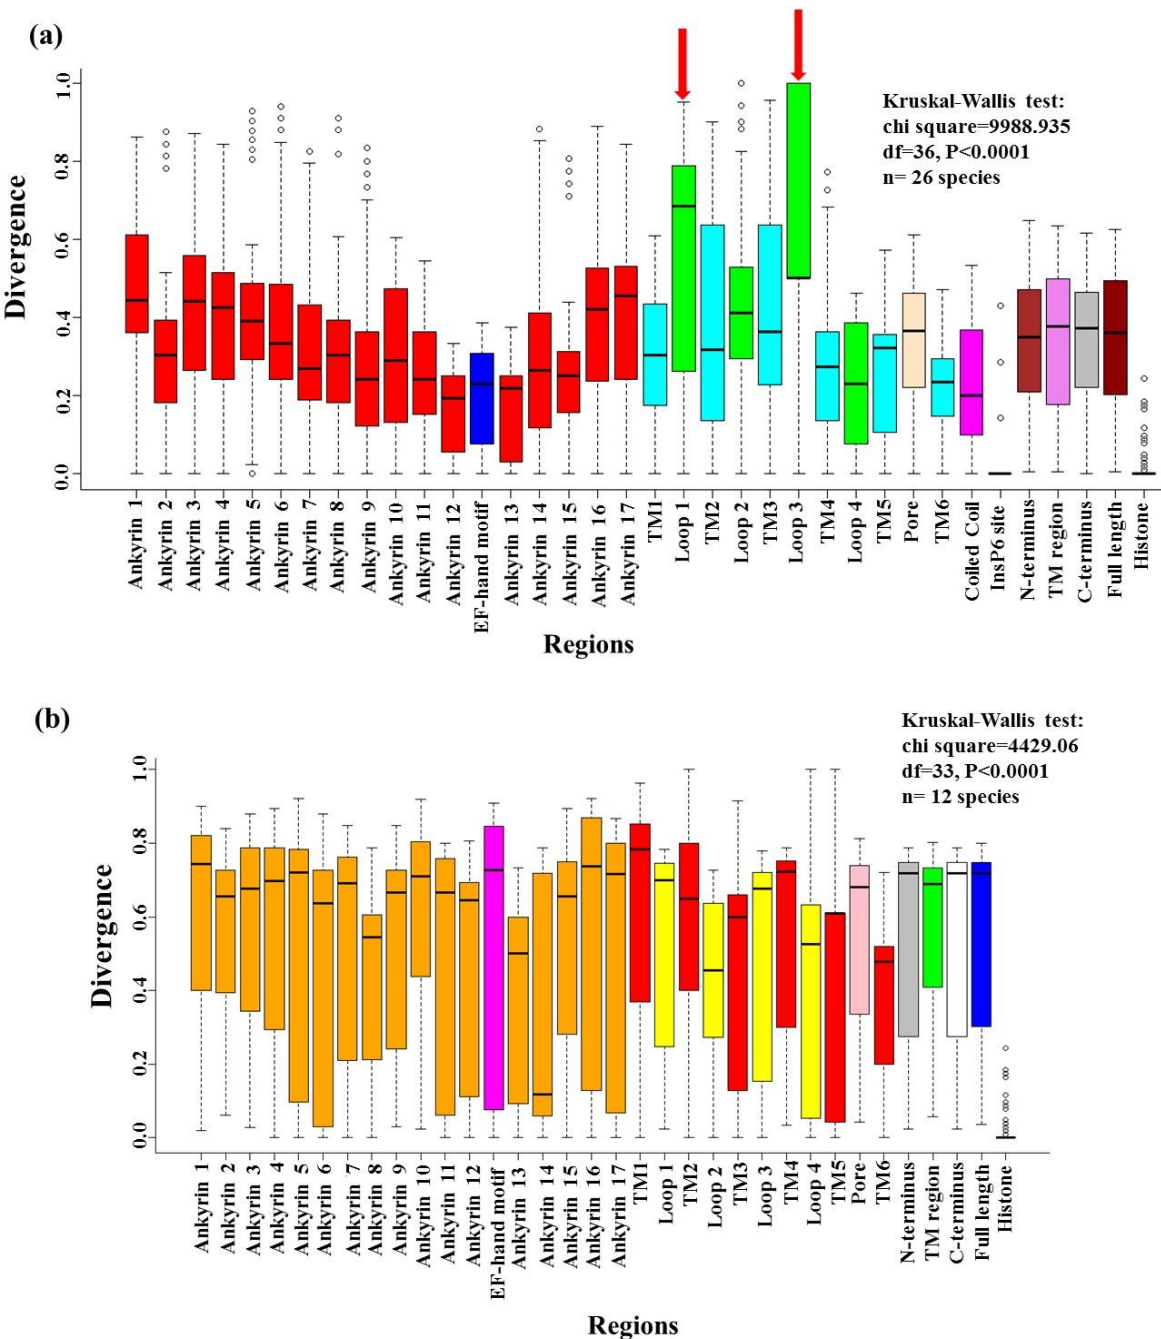 (a)
Kruskal-Wallis test:
chi square=9988.935
df=36, P<0.0001
n= 26 species
Divergence
1.0
0.8
0.6
0.4
0.2
0.0
Ankyrin 1
Ankyrin 2
Ankyrin 3
Ankyrin 4
Ankyrin 5
Ankyrin 6
Ankyrin 7
Ankyrin 8
Ankyrin 9
Ankyrin 10
Ankyrin 11
Ankyrin 12
EF-hand motif
Ankyrin 13
Ankyrin 14
Ankyrin 15
Ankyrin 16
Ankyrin 17
TM1
Loop 1
TM2
Loop 2
TM3
Loop 3
TM4
Loop 4
TM5
Pore
TM6
Coiled Coil
InsP6 site
N-terminus
TM region
C-terminus
Full length
Histone
Regions
(b)
Kruskal-Wallis test:
chi square=4429.06
df=33, P<0.0001
n= 12 species
Divergence
1.0
0.8
0.6
0.4
0.2
0.0
Ankyrin 1
Ankyrin 2
Ankyrin 3
Ankyrin 4
Ankyrin 5
Ankyrin 6
Ankyrin 7
Ankyrin 8
Ankyrin 9
Ankyrin 10
Ankyrin 11
Ankyrin 12
EF-hand motif
Ankyrin 13
Ankyrin 14
Ankyrin 15
Ankyrin 16
Ankyrin 17
TM1
Loop 1
TM2
Loop 2
TM3
Loop 3
TM4
Loop 4
TM5
Pore
TM6
N-terminus
TM region
C-terminus
Full length
Histone
Regions